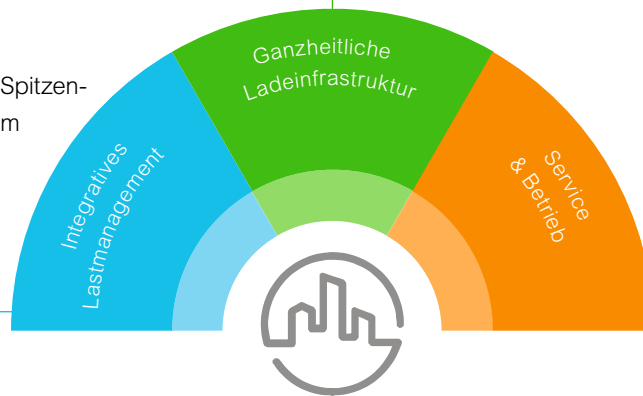 Spitzen-
m
Integratives
Lastmanagement
Ganzheitliche
Ladeinfrastruktur
Service
& Betrieb